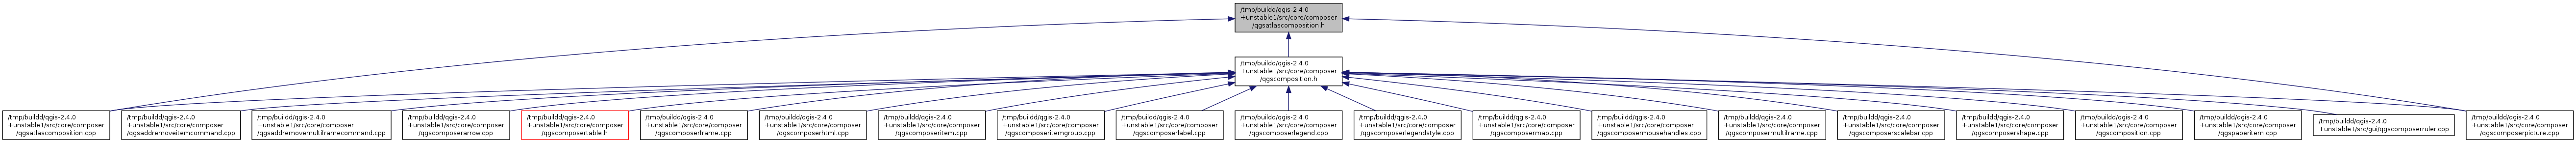 /tmp/buildd/qgis-2.4.0
+unstable1/src/core/composer
/qgsatlascomposition.h
/tmp/buildd/qgis-2.4.0
+unstable1/src/core/composer
/qgscomposition.h
/tmp/buildd/qgis-2.4.0
+unstable1/src/core/composer
/qgsatlascomposition.cpp
/tmp/buildd/qgis-2.4.0
+unstable1/src/core/composer
/qgsaddremoveitemcommand.cpp
/tmp/buildd/qgis-2.4.0
+unstable1/src/core/composer
/qgsaddremovemultiframecommand.cpp
/tmp/buildd/qgis-2.4.0
+unstable1/src/core/composer
/qgscomposerarrow.cpp
/tmp/buildd/qgis-2.4.0
+unstable1/src/core/composer
/qgscomposertable.h
/tmp/buildd/qgis-2.4.0
+unstable1/src/core/composer
/qgscomposerframe.cpp
/tmp/buildd/qgis-2.4.0
+unstable1/src/core/composer
/qgscomposerhtml.cpp
/tmp/buildd/qgis-2.4.0
+unstable1/src/core/composer
/qgscomposeritem.cpp
/tmp/buildd/qgis-2.4.0
+unstable1/src/core/composer
/qgscomposeritemgroup.cpp
/tmp/buildd/qgis-2.4.0
+unstable1/src/core/composer
/qgscomposerlabel.cpp
/tmp/buildd/qgis-2.4.0
+unstable1/src/core/composer
/qgscomposerlegend.cpp
/tmp/buildd/qgis-2.4.0
+unstable1/src/core/composer
/qgscomposerlegendstyle.cpp
/tmp/buildd/qgis-2.4.0
+unstable1/src/core/composer
/qgscomposermap.cpp
/tmp/buildd/qgis-2.4.0
+unstable1/src/core/composer
/qgscomposermousehandles.cpp
/tmp/buildd/qgis-2.4.0
+unstable1/src/core/composer
/qgscomposermultiframe.cpp
/tmp/buildd/qgis-2.4.0
+unstable1/src/core/composer
/qgscomposerscalebar.cpp
/tmp/buildd/qgis-2.4.0
+unstable1/src/core/composer
/qgscomposershape.cpp
/tmp/buildd/qgis-2.4.0
+unstable1/src/core/composer
/qgscomposition.cpp
/tmp/buildd/qgis-2.4.0
+unstable1/src/core/composer
/qgspaperitem.cpp
/tmp/buildd/qgis-2.4.0
+unstable1/src/gui/qgscomposerruler.cpp
/tmp/buildd/qgis-2.4.0
+unstable1/src/core/composer
/qgscomposerpicture.cpp